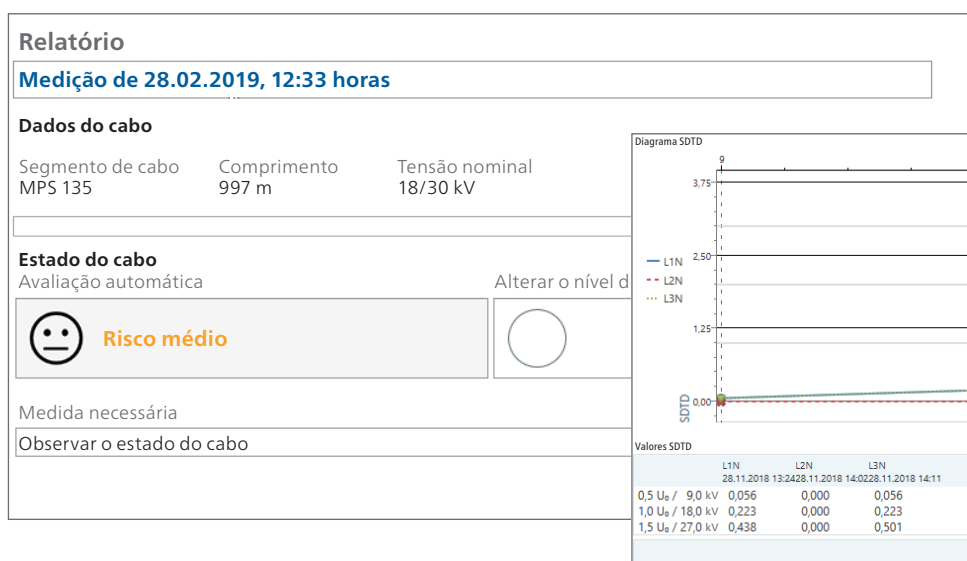 Relatório
Medição de 28.02.2019, 12:33 horas
Dados do cabo
Segmento de cabo Comprimento Tensão nominal
MPS 135 997 m 18/30 kV
Estado do cabo
Avaliação automática Alterar o nível d
Risco médio
Medida necessária
Observar o estado do cabo
Diagrama SDTD
9
3,75
2,50
1,25
0,00
SDTD
L1N
L2N
L3N
Valores SDTD
L1N L2N L3N
28.11.2018 13:24 28.11.2018 14:02 28.11.2018 14:11
0,5 U₀ / 9,0 kV 0,056 0,000 0,056
1,0 U₀ / 18,0 kV 0,223 0,000 0,223
1,5 U₀ / 27,0 kV 0,438 0,000 0,501